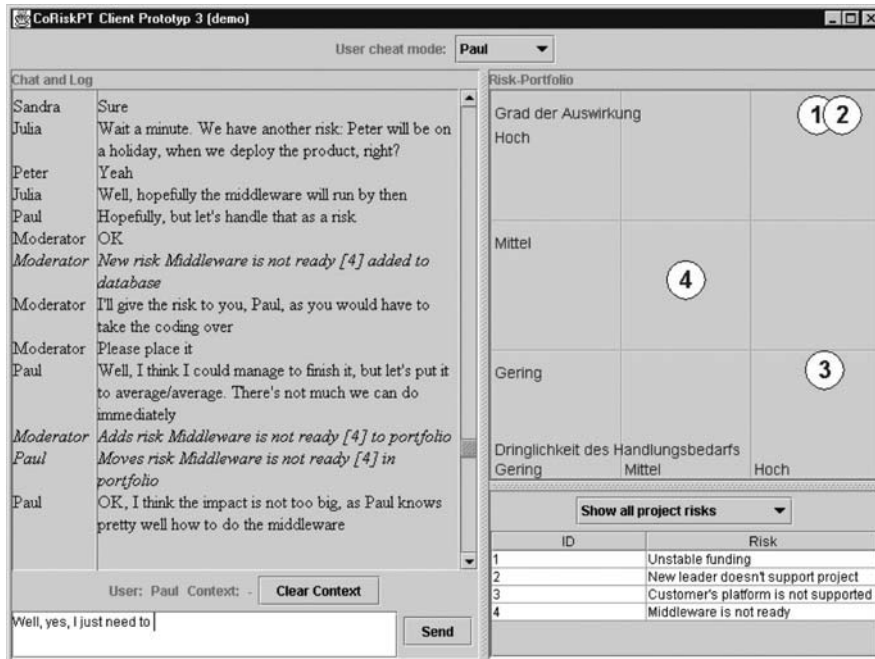 CoRiskPT Client Prototyp 3 (demo)
User cheat mode: Paul
Chat and Log
Sandra Sure
Julia Wait a minute. We have another risk: Peter will be on
a holiday, when we deploy the product, right?
Peter Yeah
Julia Well, hopefully the middleware will run by then
Paul Hopefully, but let's handle that as a risk
Moderator OK
Moderator New risk Middleware is not ready [4] added to
database
Moderator I'll give the risk to you, Paul, as you would have to
take the coding over
Moderator Please place it
Paul Well, I think I could manage to finish it, but let's put it
to average/average. There's not much we can do
immediately
Moderator Adds risk Middleware is not ready [4] to portfolio
Paul Moves risk Middleware is not ready [4] in
portfolio
Paul OK, I think the impact is not too big, as Paul knows
pretty well how to do the middleware
User: Paul Context: - Clear Context
Well, yes, I just need to
Send
Risk-Portfolio
Grad der Auswirkung
1 2
Hoch
Mittel
4
Gering
3
Dringlichkeit des Handlungsbedarfs
Gering Mittel Hoch
Show all project risks
ID Risk
1 Unstable funding
2 New leader doesn't support project
3 Customer's platform is not supported
4 Middleware is not ready